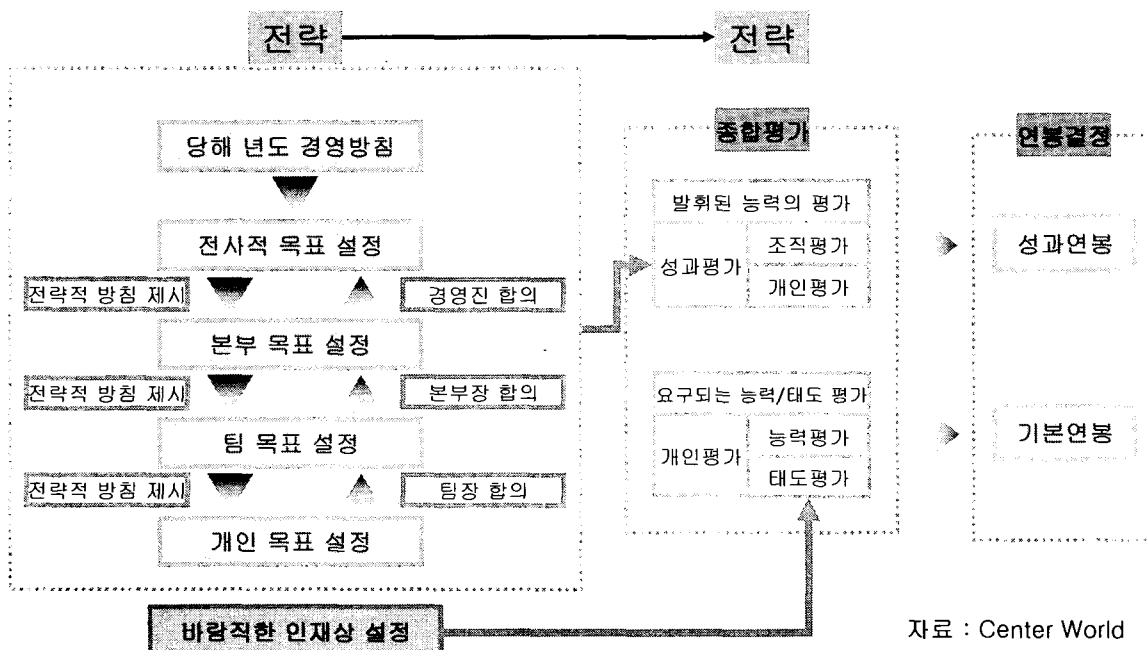 전략
전략
당해 년도 경영방침
전사적 목표 설정
전략적 방침 제시
경영진 합의
본부 목표 설정
전략적 방침 제시
본부장 합의
팀 목표 설정
전략적 방침 제시
팀장 합의
개인 목표 설정
바람직한 인재상 설정
종합평가
발휘된 능력의 평가
성과평가
조직평가
개인평가
요구되는 능력/태도 평가
개인평가
능력평가
태도평가
연봉결정
성과연봉
기본연봉
자료 : Center World